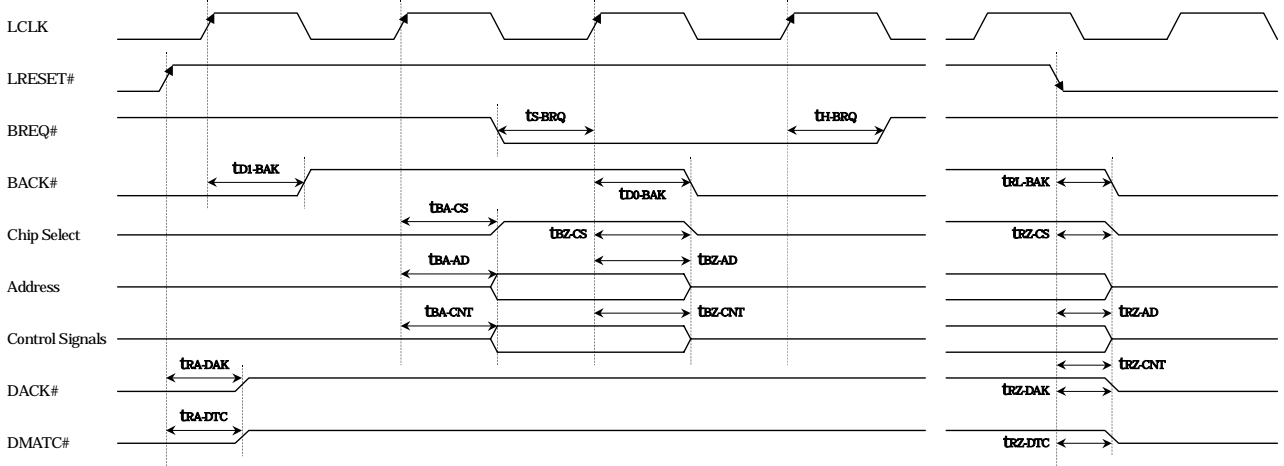 LCLK
LRESET#
BREQ#
tS-BRQ
tH-BRQ
BACK#
tD1-BAK
tD0-BAK
tRL-BAK
Chip Select
tBA-CS
tBZ-CS
tRZ-CS
Address
tBA-AD
tBZ-AD
tRZ-AD
Control Signals
tBA-CNT
tBZ-CNT
tRZ-CNT
DACK#
tRA-DAK
tRZ-DAK
DMATC#
tRA-DTC
tRZ-DTC